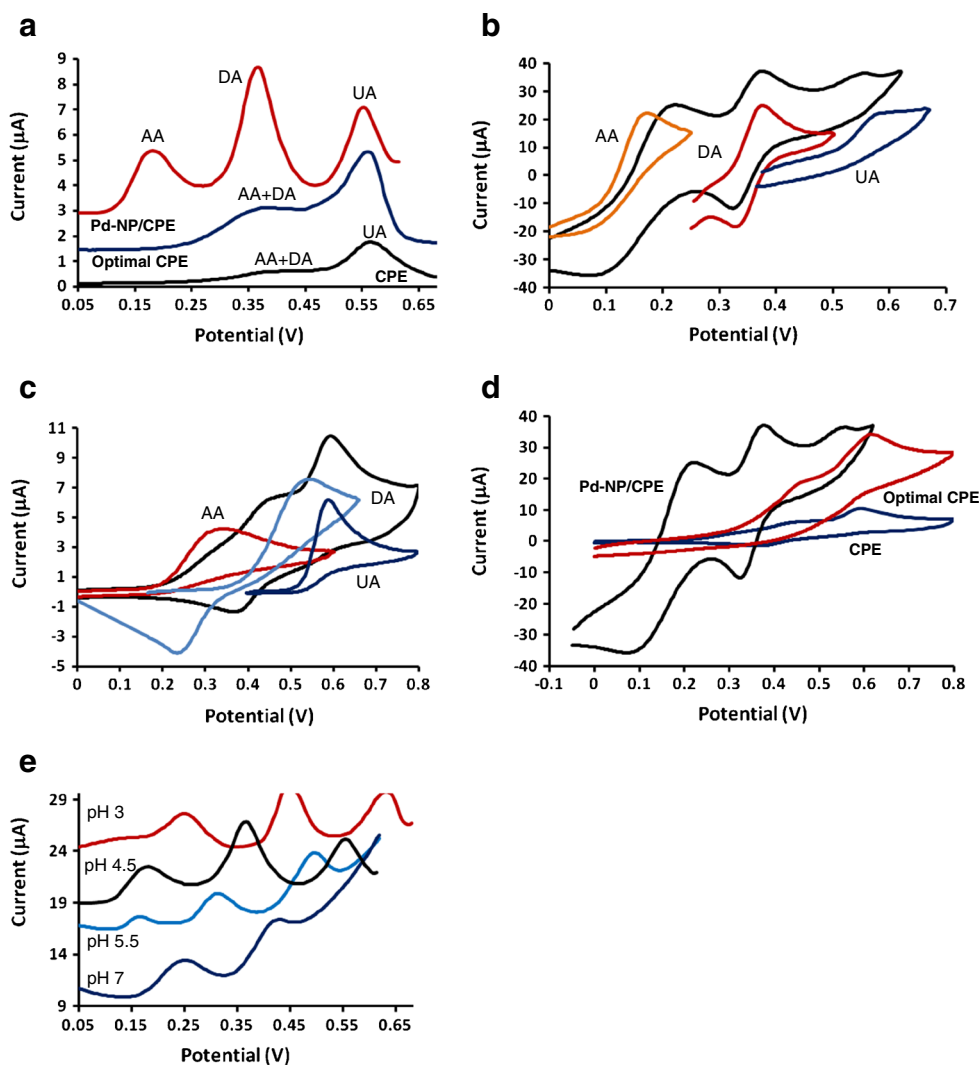 a
9
8
7
6
5
4
3
2
1
0
Current (µA)
AA
DA
UA
AA+DA
Pd-NP/CPE
Optimal CPE
UA
AA+DA
CPE
0.05 0.15 0.25 0.35 0.45 0.55 0.65
Potential (V)
b
40
30
20
10
0
-10
-20
-30
-40
Current (µA)
AA
DA
UA
0 0.1 0.2 0.3 0.4 0.5 0.6 0.7
Potential (V)
c
11
9
7
5
3
1
-1
-3
-5
Current (µA)
AA
DA
UA
0 0.1 0.2 0.3 0.4 0.5 0.6 0.7 0.8
Potential (V)
d
40
30
20
10
0
-10
-20
-30
-40
Current (µA)
Pd-NP/CPE
Optimal CPE
CPE
-0.1 0 0.1 0.2 0.3 0.4 0.5 0.6 0.7 0.8
Potential (V)
e
29
24
19
14
9
Current (µA)
pH 3
pH 4.5
pH 5.5
pH 7
0.05 0.15 0.25 0.35 0.45 0.55 0.65
Potential (V)